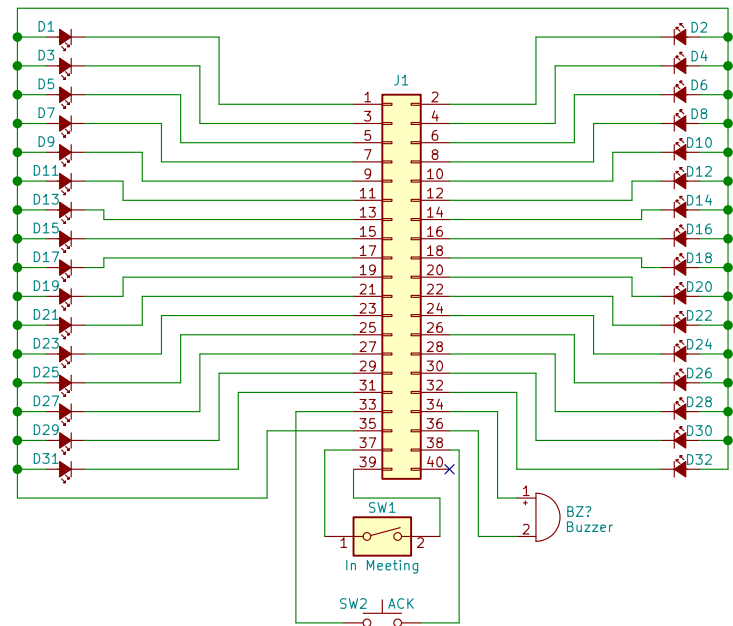 D1 D2
D3 D4
J1
D5 D6
1 2
D7 3 4 D8
D9 5 6 D10
7 8
D11 9 10 D12
D13 11 12 D14
13 14
D15 15 16 D16
D17 17 18 D18
19 20
D19 21 22 D20
D21 23 24 D22
25 26
D23 27 28 D24
D25 29 30 D26
31 32
D27 33 34 D28
D29 35 36 D30
37 38
D31 39 40 D32
1
+
BZ?
Buzzer
2
SW1
1 2
In Meeting
SW2 ACK